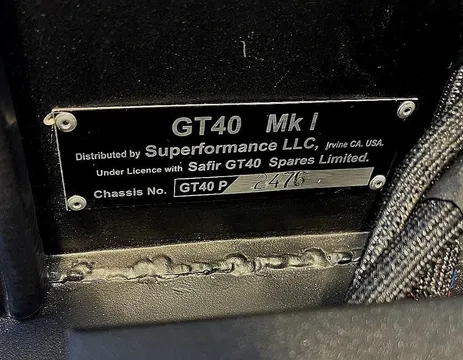 GT40 Mk I
Distributed by Superformance LLC, Irvine CA. USA.
Under Licence with Safir GT40 Spares Limited.
Chassis No. GT40 P 2476